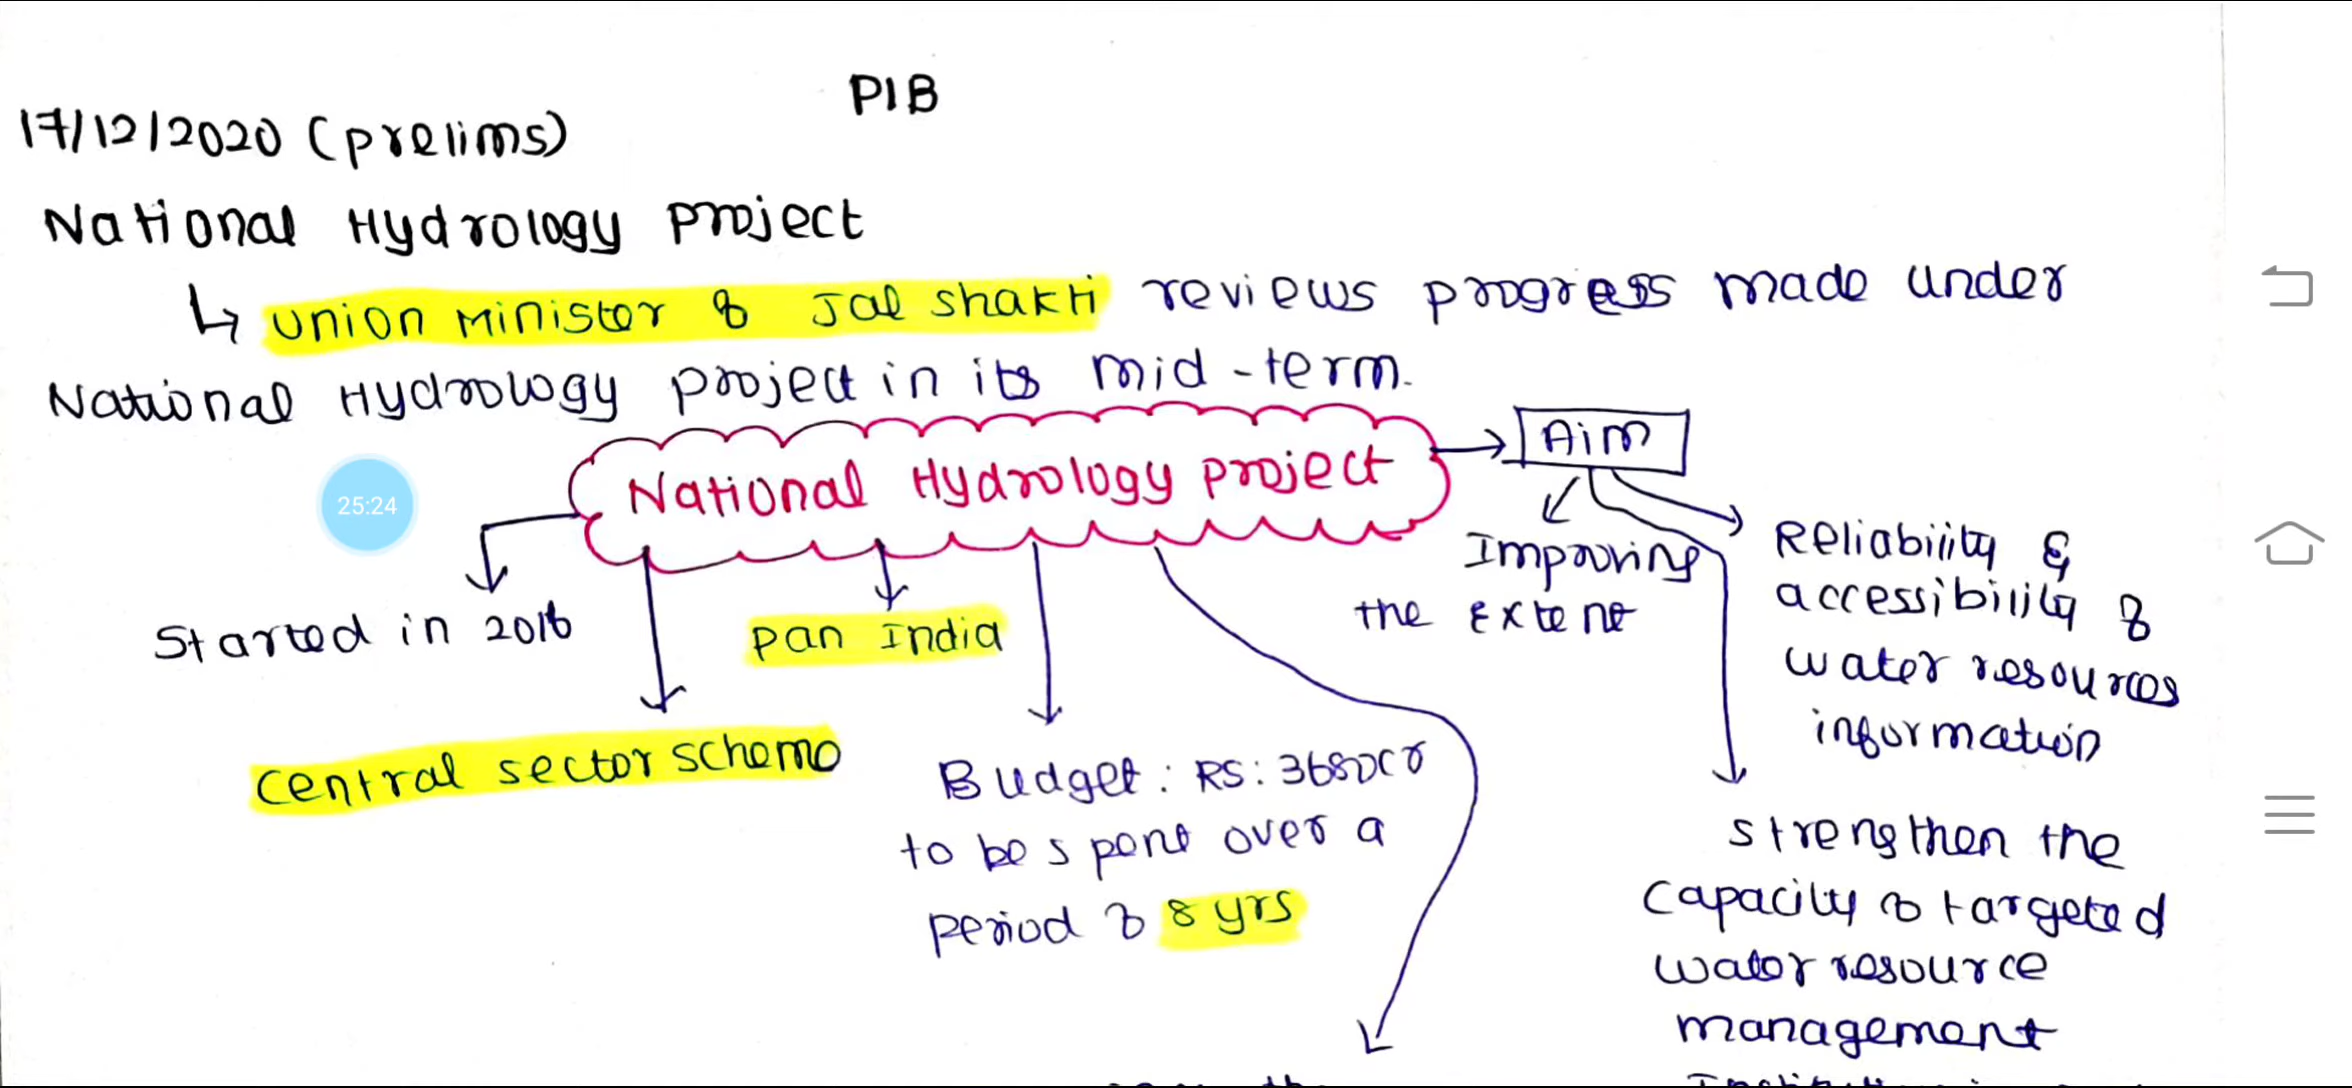 PIB
17/12/2020 (prelims)
National Hydrology project
↳ union Minister of Jal shakti reviews progress made under
National Hydrology project in its mid-term.
National Hydrology project
Aim
25:24
Improving
the Extent
Reliability &
accessibility of
water resources
information
Started in 2016
Pan India
central sector scheme
Budget: RS: 3680cr
to be spent over a
period of 8 yrs
strengthen the
Capacity of targeted
water resource
management